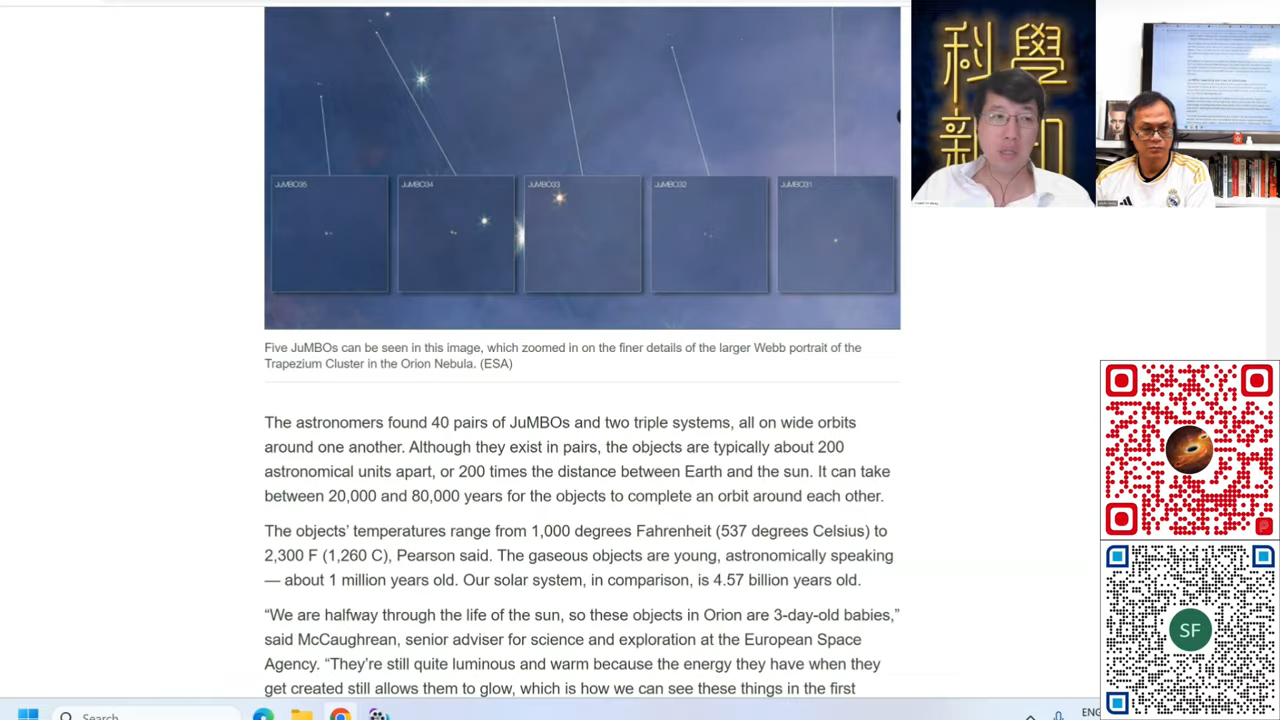 JuMBO35
JuMBO34
JuMBO33
JuMBO32
JuMBO31
Five JuMBOs can be seen in this image, which zoomed in on the finer details of the larger Webb portrait of the
Trapezium Cluster in the Orion Nebula. (ESA)
The astronomers found 40 pairs of JuMBOs and two triple systems, all on wide orbits
around one another. Although they exist in pairs, the objects are typically about 200
astronomical units apart, or 200 times the distance between Earth and the sun. It can take
between 20,000 and 80,000 years for the objects to complete an orbit around each other.
The objects’ temperatures range from 1,000 degrees Fahrenheit (537 degrees Celsius) to
2,300 F (1,260 C), Pearson said. The gaseous objects are young, astronomically speaking
— about 1 million years old. Our solar system, in comparison, is 4.57 billion years old.
“We are halfway through the life of the sun, so these objects in Orion are 3-day-old babies,”
said McCaughrean, senior adviser for science and exploration at the European Space
Agency. “They’re still quite luminous and warm because the energy they have when they
get created still allows them to glow, which is how we can see these things in the first
科學
新知
SF
Search
ENG